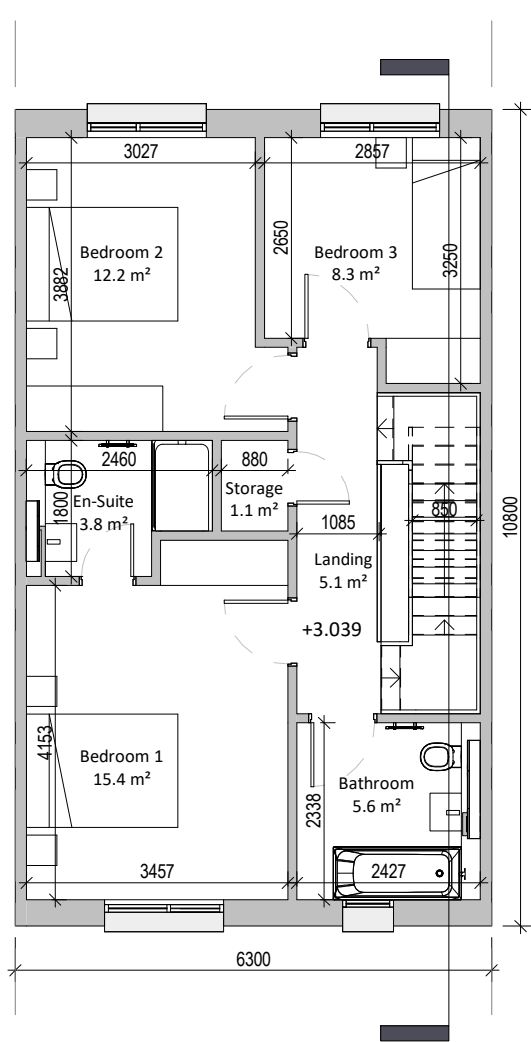 3027
2857
2650
Bedroom 2
12.2 m²
Bedroom 3
8.3 m²
3250
3882
2460
880
En-Suite
3.8 m²
1800
Storage
1.1 m²
850
10800
1085
Landing
5.1 m²
+3.039
4153
Bedroom 1
15.4 m²
Bathroom
5.6 m²
2338
3457
2427
6300